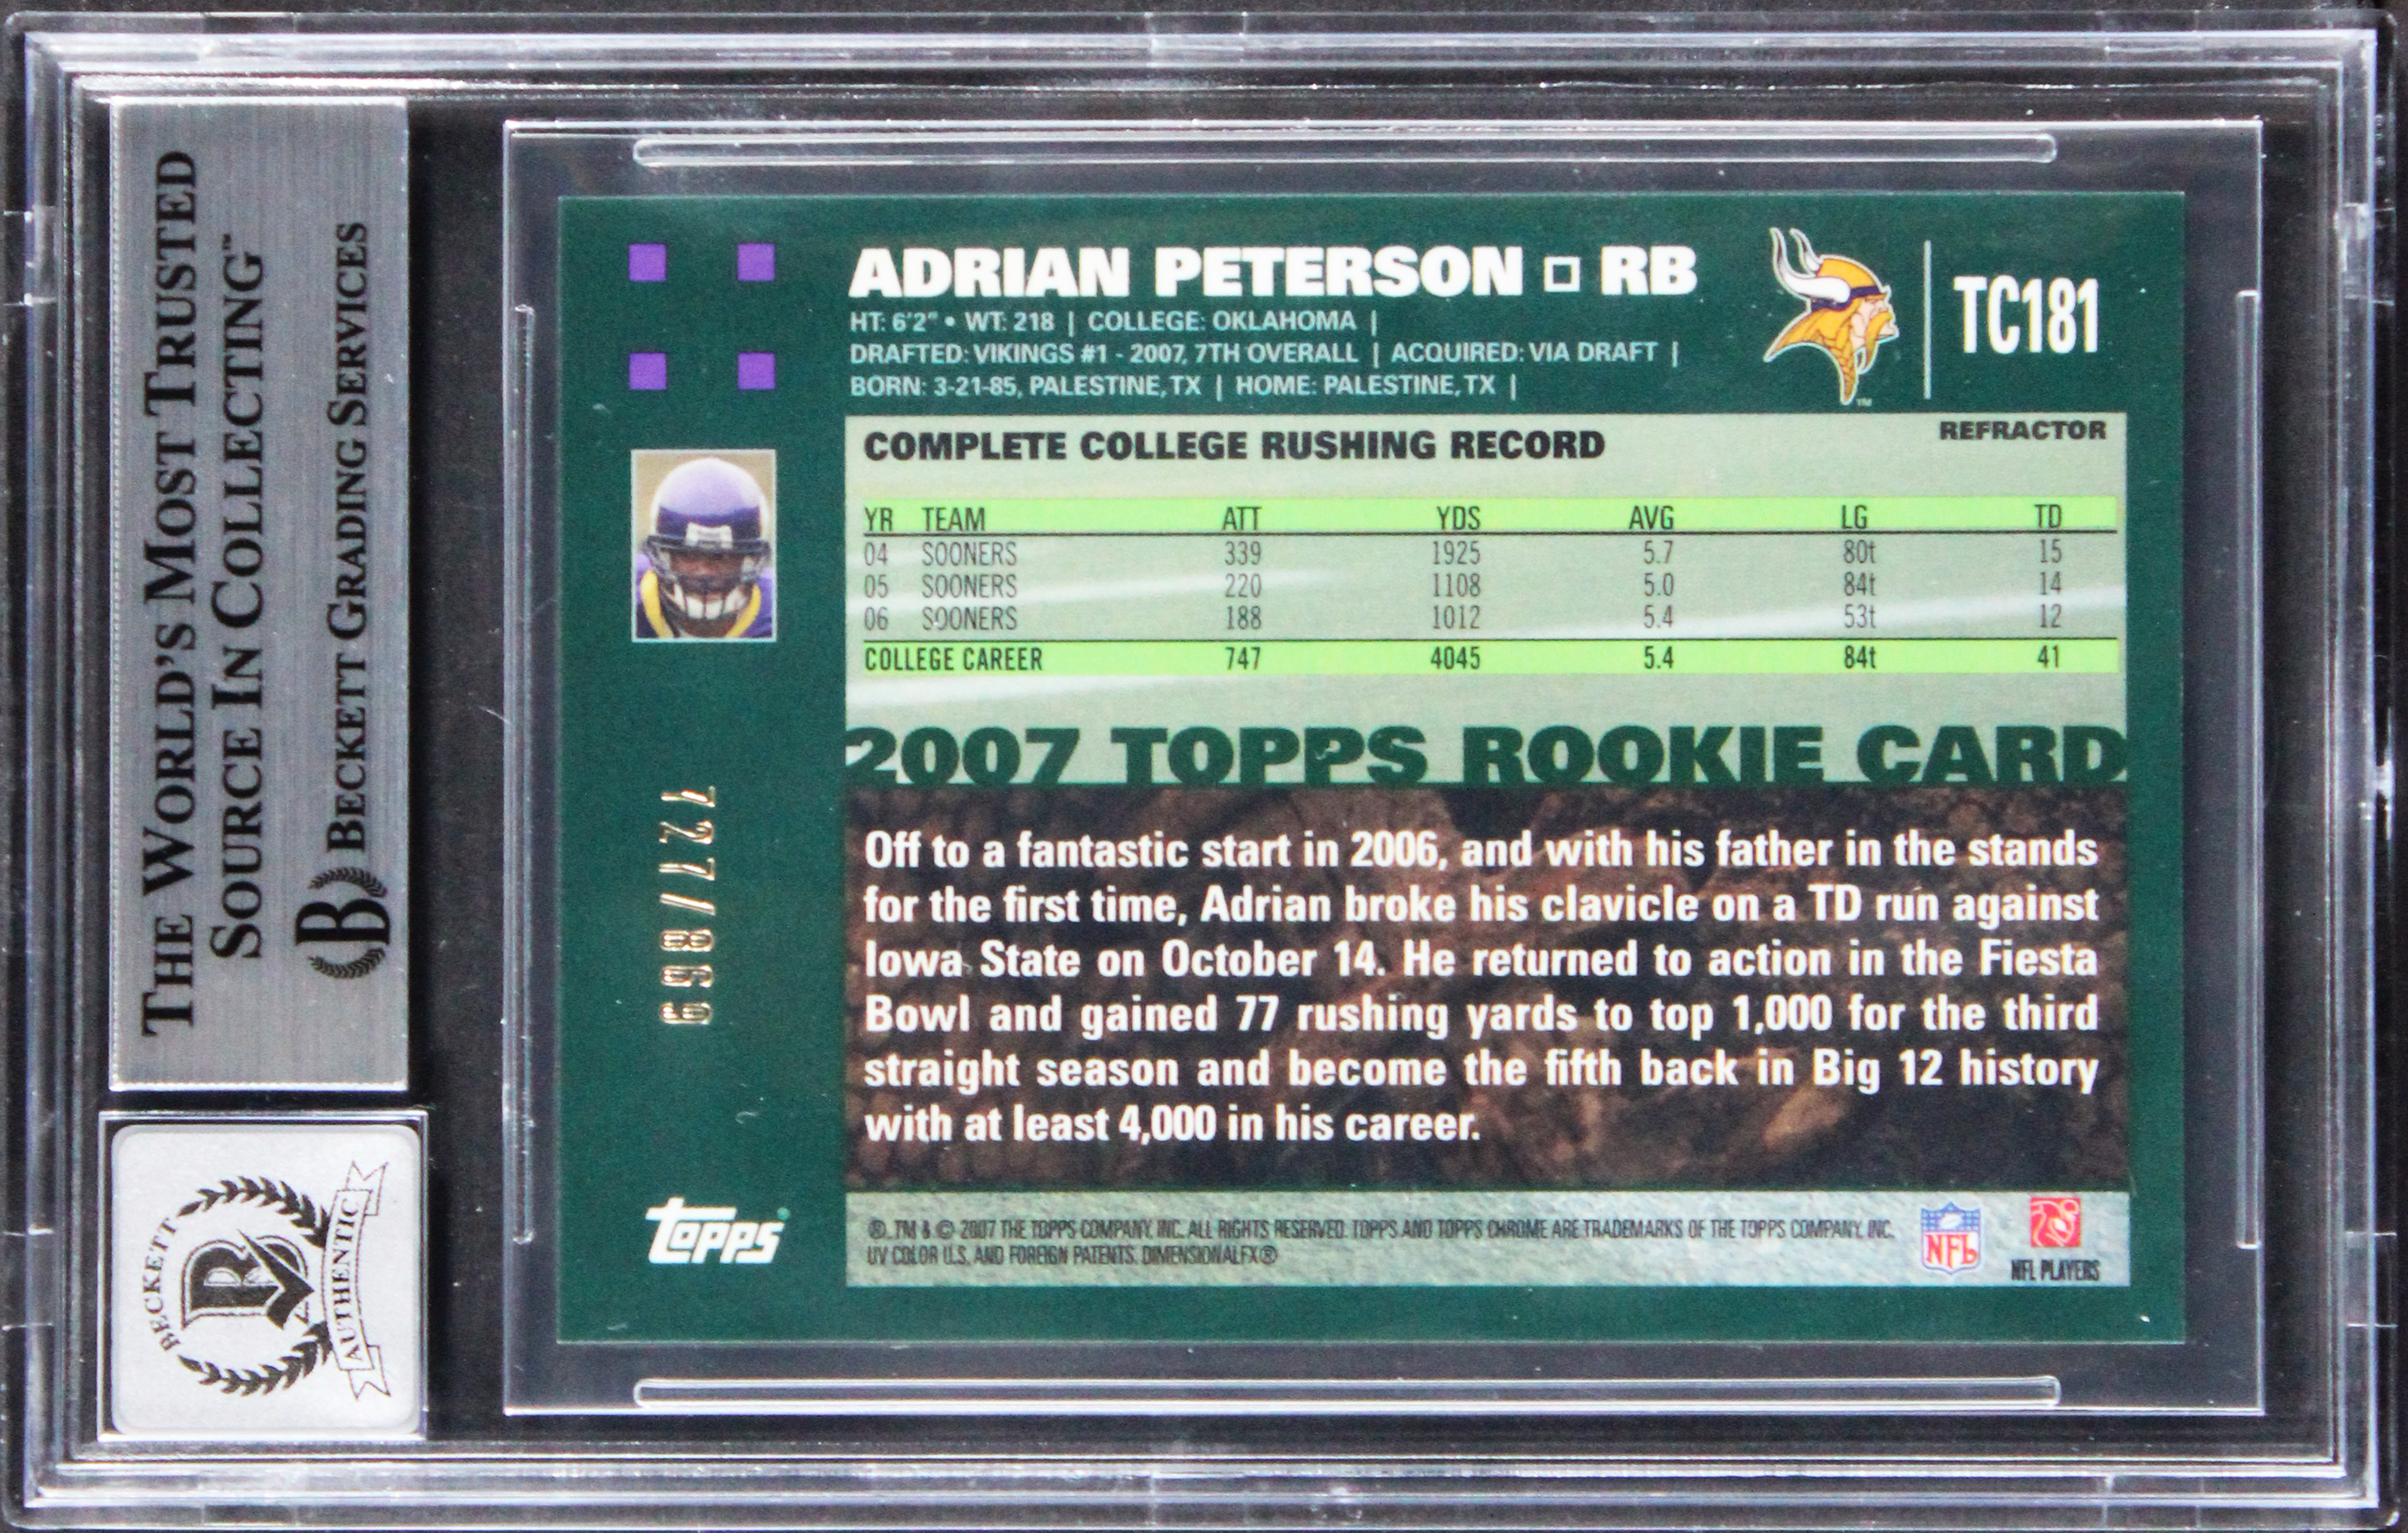 THE WORLD'S MOST TRUSTED
SOURCE IN COLLECTING™
BECKETT GRADING SERVICES
BECKETT
AUTHENTIC
ADRIAN PETERSON RB
HT: 6'2" • WT: 218 | COLLEGE: OKLAHOMA |
DRAFTED: VIKINGS #1 - 2007, 7TH OVERALL | ACQUIRED: VIA DRAFT |
BORN: 3-21-85, PALESTINE, TX | HOME: PALESTINE, TX |
TC181
COMPLETE COLLEGE RUSHING RECORD
REFRACTOR
YR TEAM ATT YDS AVG LG TD
04 SOONERS 339 1925 5.7 80t 15
05 SOONERS 220 1108 5.0 84t 14
06 SOONERS 188 1012 5.4 53t 12
COLLEGE CAREER 747 4045 5.4 84t 41
2007 TOPPS ROOKIE CARD
727/869
Off to a fantastic start in 2006, and with his father in the stands
for the first time, Adrian broke his clavicle on a TD run against
Iowa State on October 14. He returned to action in the Fiesta
Bowl and gained 77 rushing yards to top 1,000 for the third
straight season and become the fifth back in Big 12 history
with at least 4,000 in his career.
topps
®, TM & © 2007 THE TOPPS COMPANY, INC. ALL RIGHTS RESERVED. TOPPS AND TOPPS CHROME ARE TRADEMARKS OF THE TOPPS COMPANY, INC.
UV COLOR U.S. AND FOREIGN PATENTS. DIMENSIONALFX®
NFL
NFL PLAYERS